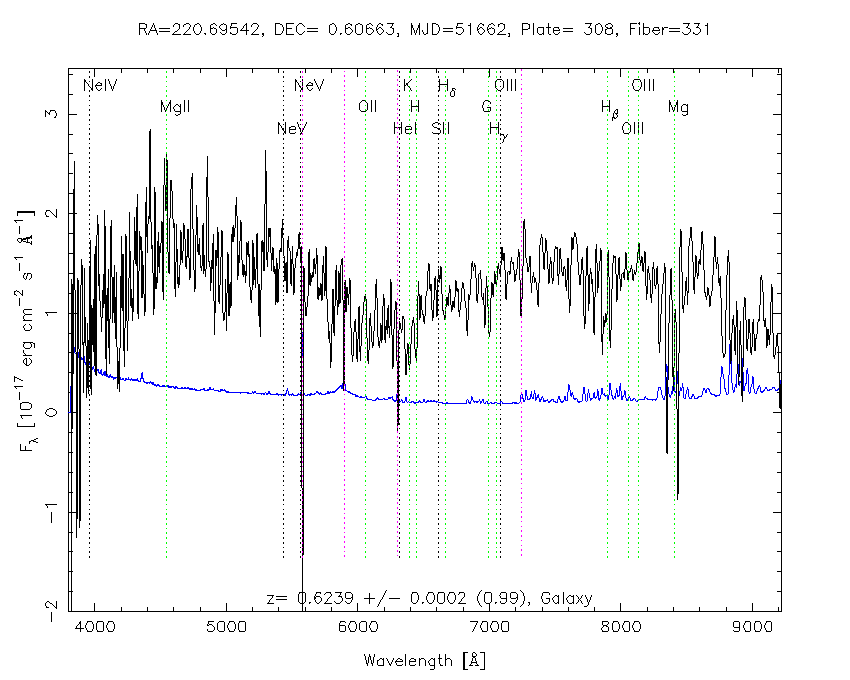 RA=220.69542, DEC= 0.60663, MJD=51662, Plate= 308, Fiber=331
NeIV NeV K Hδ OIII OIII
MgII OII H G Hβ Mg
NeV HeI SII Hγ OIII
3
2
1
0
−1
−2
Fλ [10−17 erg cm−2 s−1 Å−1]
z= 0.6239 +/− 0.0002 (0.99), Galaxy
4000 5000 6000 7000 8000 9000
Wavelength [Å]